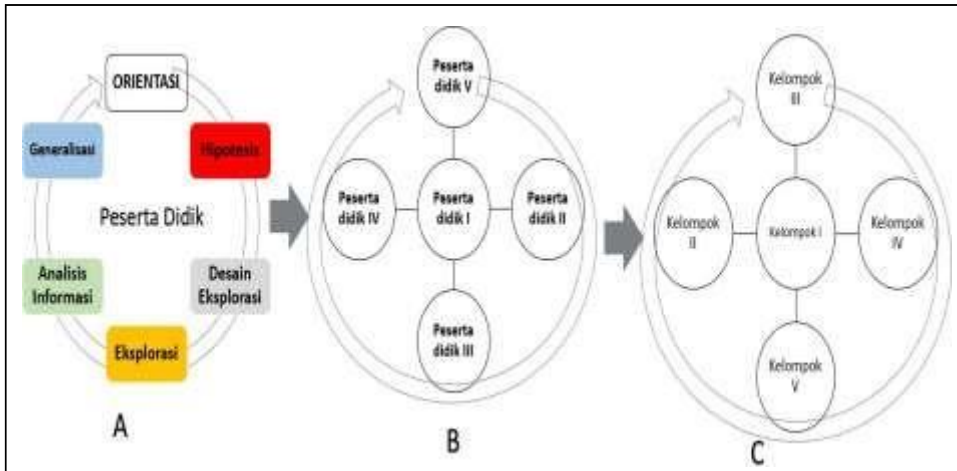 ORIENTASI
Generalisasi
Hipotesis
Peserta Didik
Analisis
Informasi
Desain
Eksplorasi
Eksplorasi
A
Peserta
didik V
Peserta
didik IV
Peserta
didik I
Peserta
didik II
Peserta
didik III
B
Kelompok
III
Kelompok
II
Kelompok I
Kelompok
IV
Kelompok
V
C